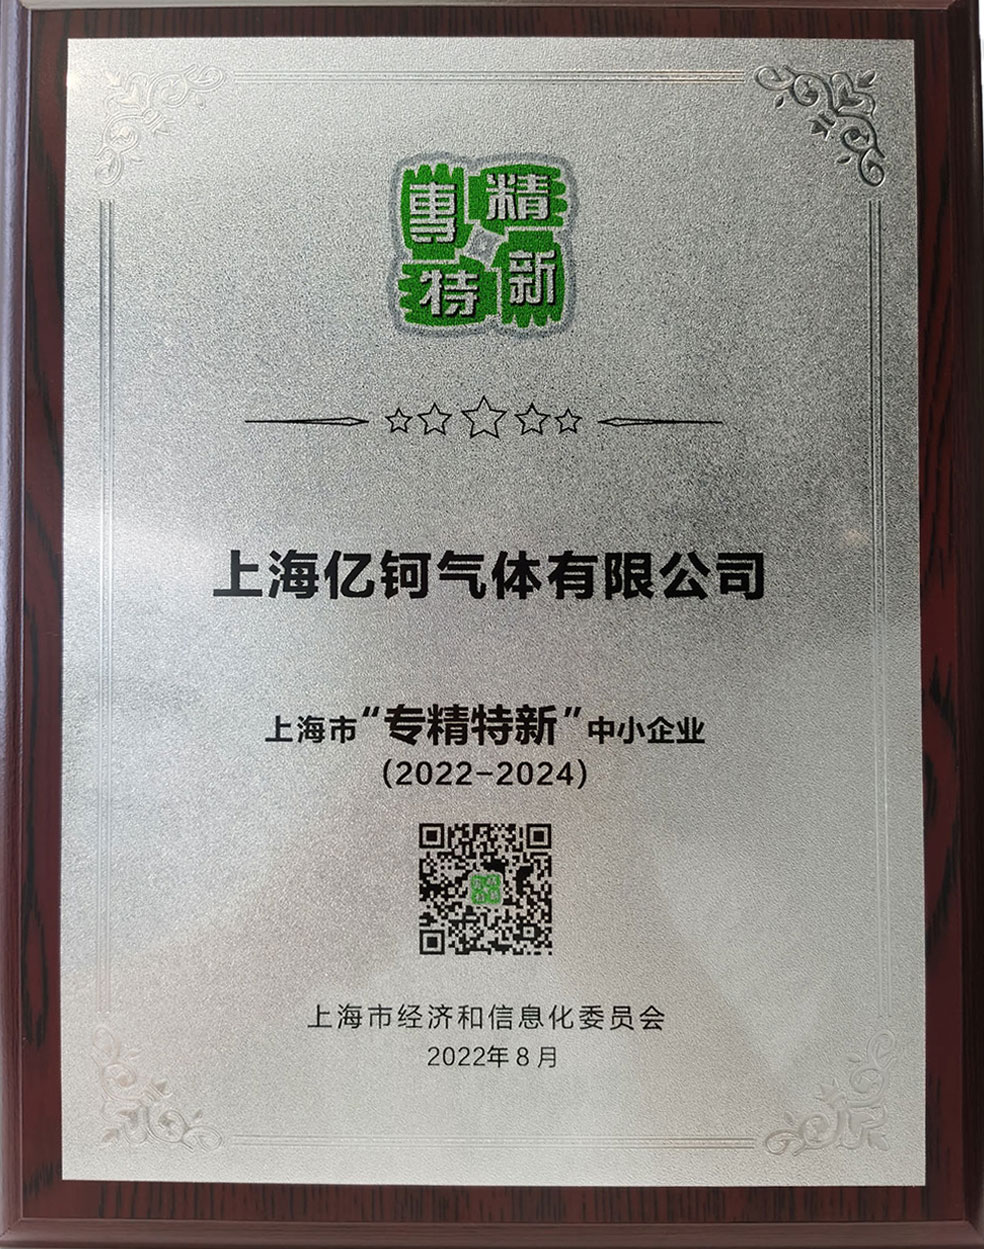 專精
特新
上海亿钶气体有限公司
上海市“专精特新”中小企业
(2022-2024)
上海市经济和信息化委员会
2022年8月